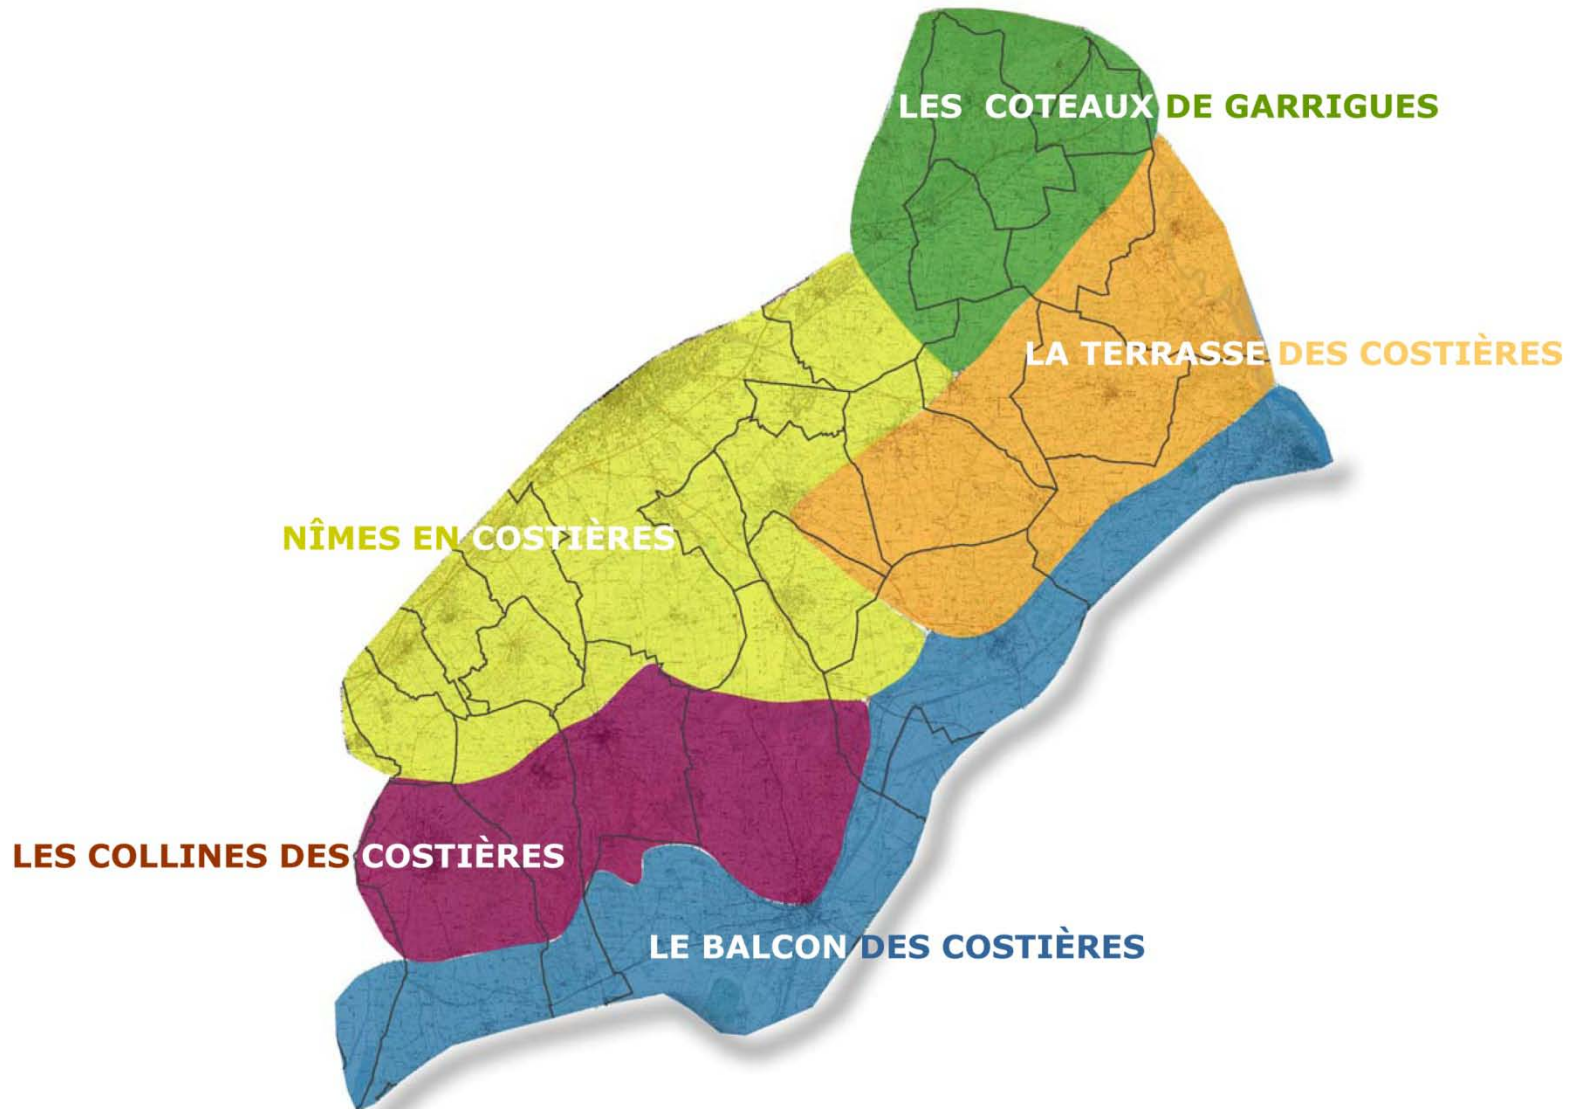 LES COTEAUX DE GARRIGUES
LA TERRASSE DES COSTIÈRES
NÎMES EN COSTIÈRES
LES COLLINES DES COSTIÈRES
LE BALCON DES COSTIÈRES